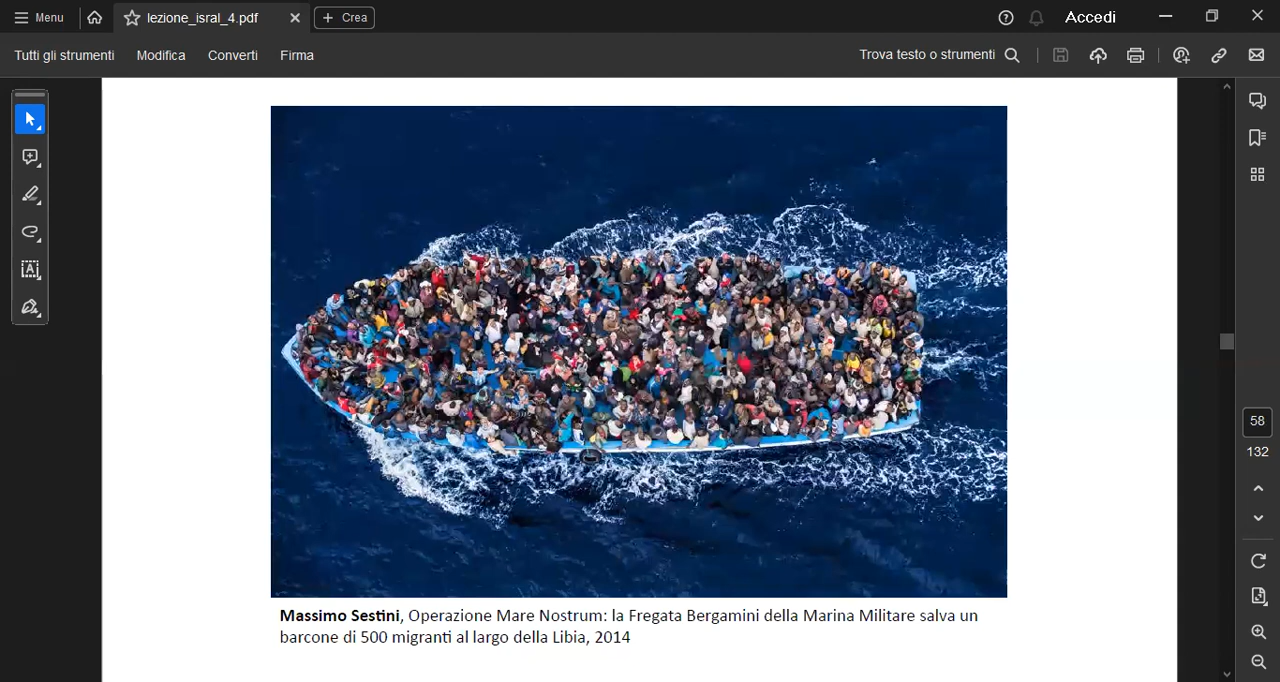 Menu
lezione_isral_4.pdf
Crea
Accedi
Tutti gli strumenti
Modifica
Converti
Firma
Trova testo o strumenti
58
132
Massimo Sestini, Operazione Mare Nostrum: la Fregata Bergamini della Marina Militare salva un
barcone di 500 migranti al largo della Libia, 2014